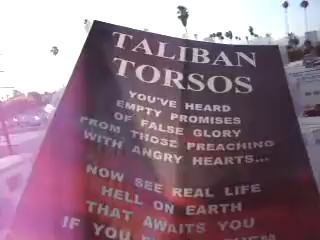 TALIBAN
TORSOS
YOU'VE HEARD
EMPTY PROMISES
OF FALSE GLORY
FROM THOSE PREACHING
WITH ANGRY HEARTS...
NOW SEE REAL LIFE
HELL ON EARTH
THAT AWAITS YOU
IF YOU